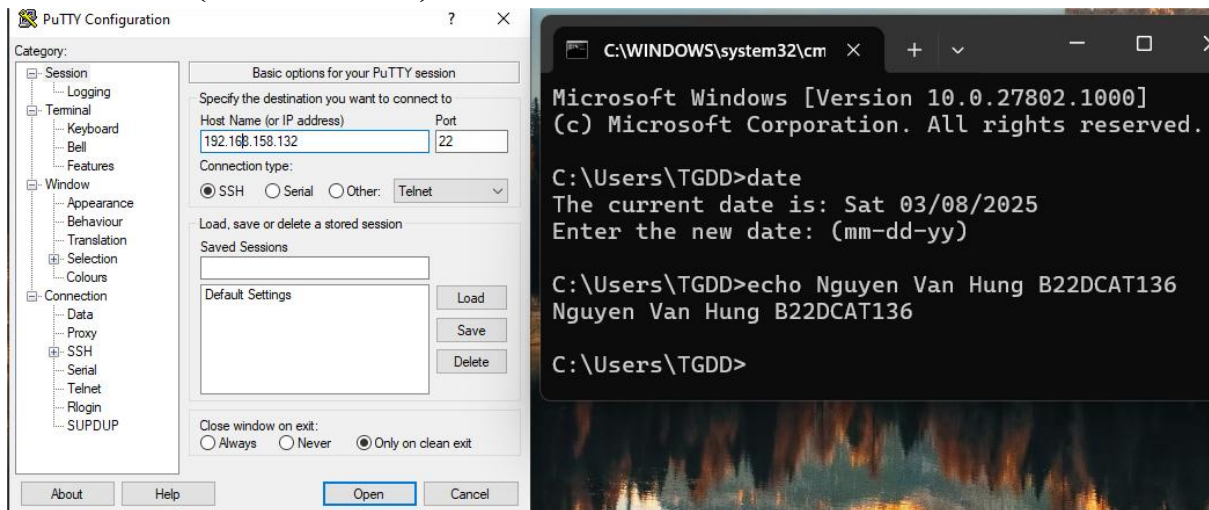 PuTTY Configuration
?
Category:
Session
Logging
Terminal
Keyboard
Bell
Features
Window
Appearance
Behaviour
Translation
Selection
Colours
Connection
Data
Proxy
SSH
Serial
Telnet
Rlogin
SUPDUP
Basic options for your PuTTY session
Specify the destination you want to connect to
Host Name (or IP address) Port
192.168.158.132 22
Connection type:
SSH Serial Other: Telnet
Load, save or delete a stored session
Saved Sessions
Default Settings
Load
Save
Delete
Close window on exit:
Always Never Only on clean exit
About Help Open Cancel
C:\WINDOWS\system32\cm
Microsoft Windows [Version 10.0.27802.1000]
(c) Microsoft Corporation. All rights reserved.
C:\Users\TGDD>date
The current date is: Sat 03/08/2025
Enter the new date: (mm-dd-yy)
C:\Users\TGDD>echo Nguyen Van Hung B22DCAT136
Nguyen Van Hung B22DCAT136
C:\Users\TGDD>